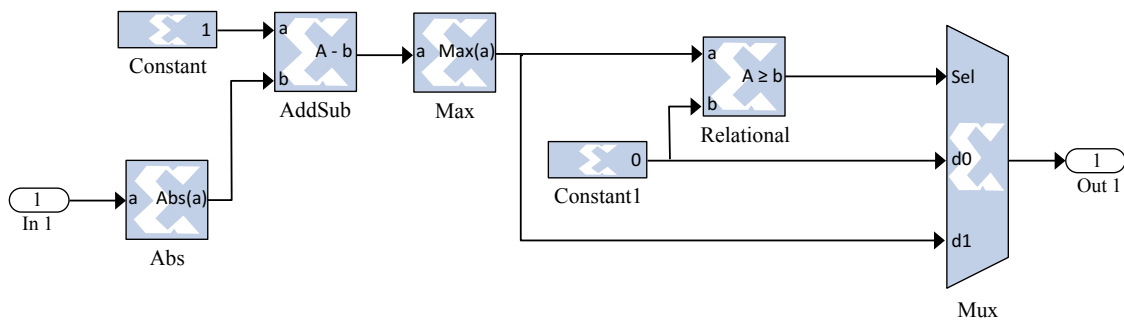 1
Constant
a
b
A - b
AddSub
a
Max(a)
Max
a
b
A ≥ b
Relational
0
Constant1
Sel
d0
d1
Mux
1
Out 1
1
In 1
a
Abs(a)
Abs